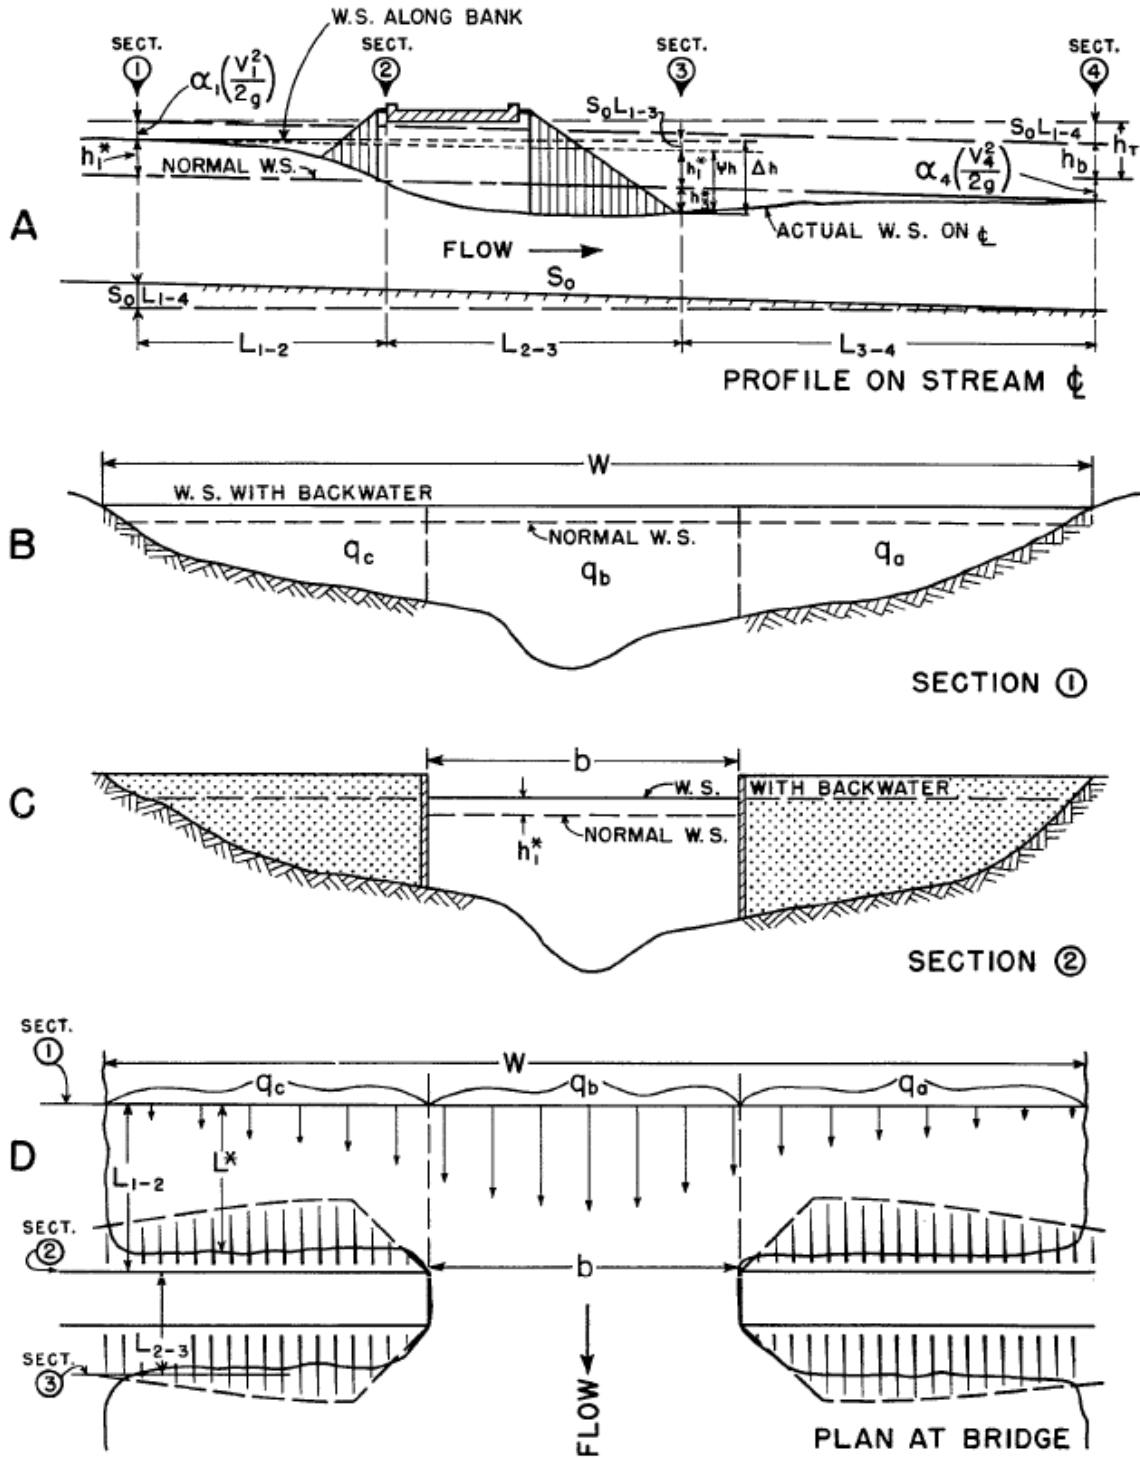 W.S. ALONG BANK
SECT. ① SECT. ② SECT. ③ SECT. ④
α₁(V₁²/2g)
S₀L₁₋₃
S₀L₁₋₄
h₁*
NORMAL W.S.
h₁* Ψh Δh
h₃*
h_b h_T
α₄(V₄²/2g)
A
ACTUAL W.S. ON ℄
FLOW
S₀
S₀L₁₋₄
L₁₋₂ L₂₋₃ L₃₋₄
PROFILE ON STREAM ℄
W
W.S. WITH BACKWATER
B
NORMAL W.S.
q_c q_b q_a
SECTION ①
b
C
W.S. WITH BACKWATER
NORMAL W.S.
h₁*
SECTION ②
SECT. ①
W
q_c q_b q_a
D
L₁₋₂ L*
SECT. ②
b
L₂₋₃
SECT. ③
FLOW
PLAN AT BRIDGE